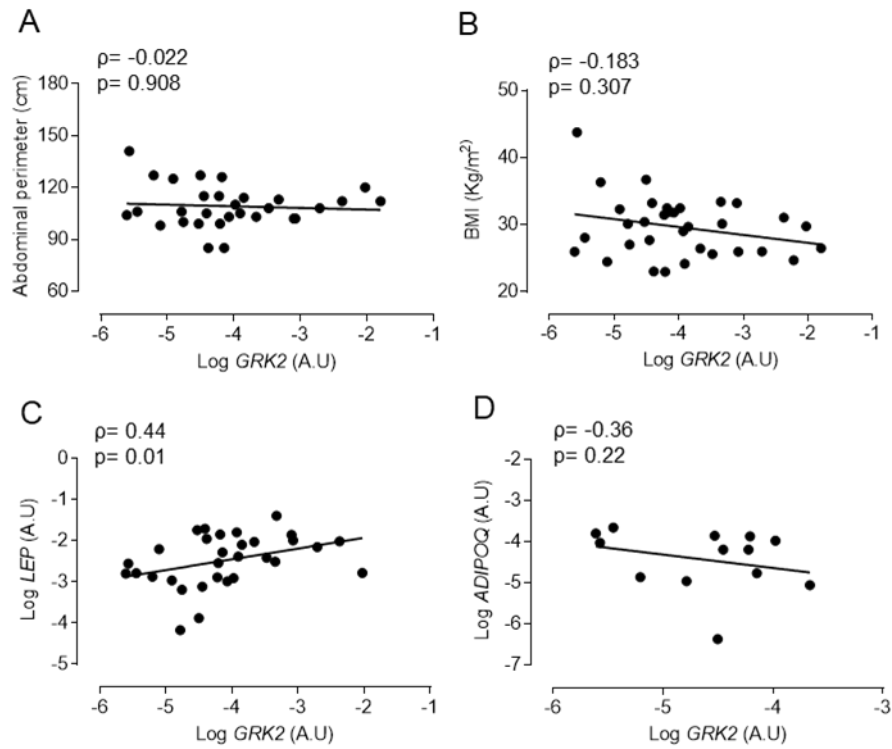 A
ρ= -0.022
p= 0.908
Abdominal perimeter (cm)
180
150
120
90
60
-6 -5 -4 -3 -2 -1
Log GRK2 (A.U)
B
ρ= -0.183
p= 0.307
BMI (Kg/m²)
50
40
30
20
-6 -5 -4 -3 -2 -1
Log GRK2 (A.U)
C
ρ= 0.44
p= 0.01
Log LEP (A.U)
0
-1
-2
-3
-4
-5
-6 -5 -4 -3 -2 -1
Log GRK2 (A.U)
D
ρ= -0.36
p= 0.22
Log ADIPOQ (A.U)
-2
-3
-4
-5
-6
-7
-6 -5 -4 -3
Log GRK2 (A.U)